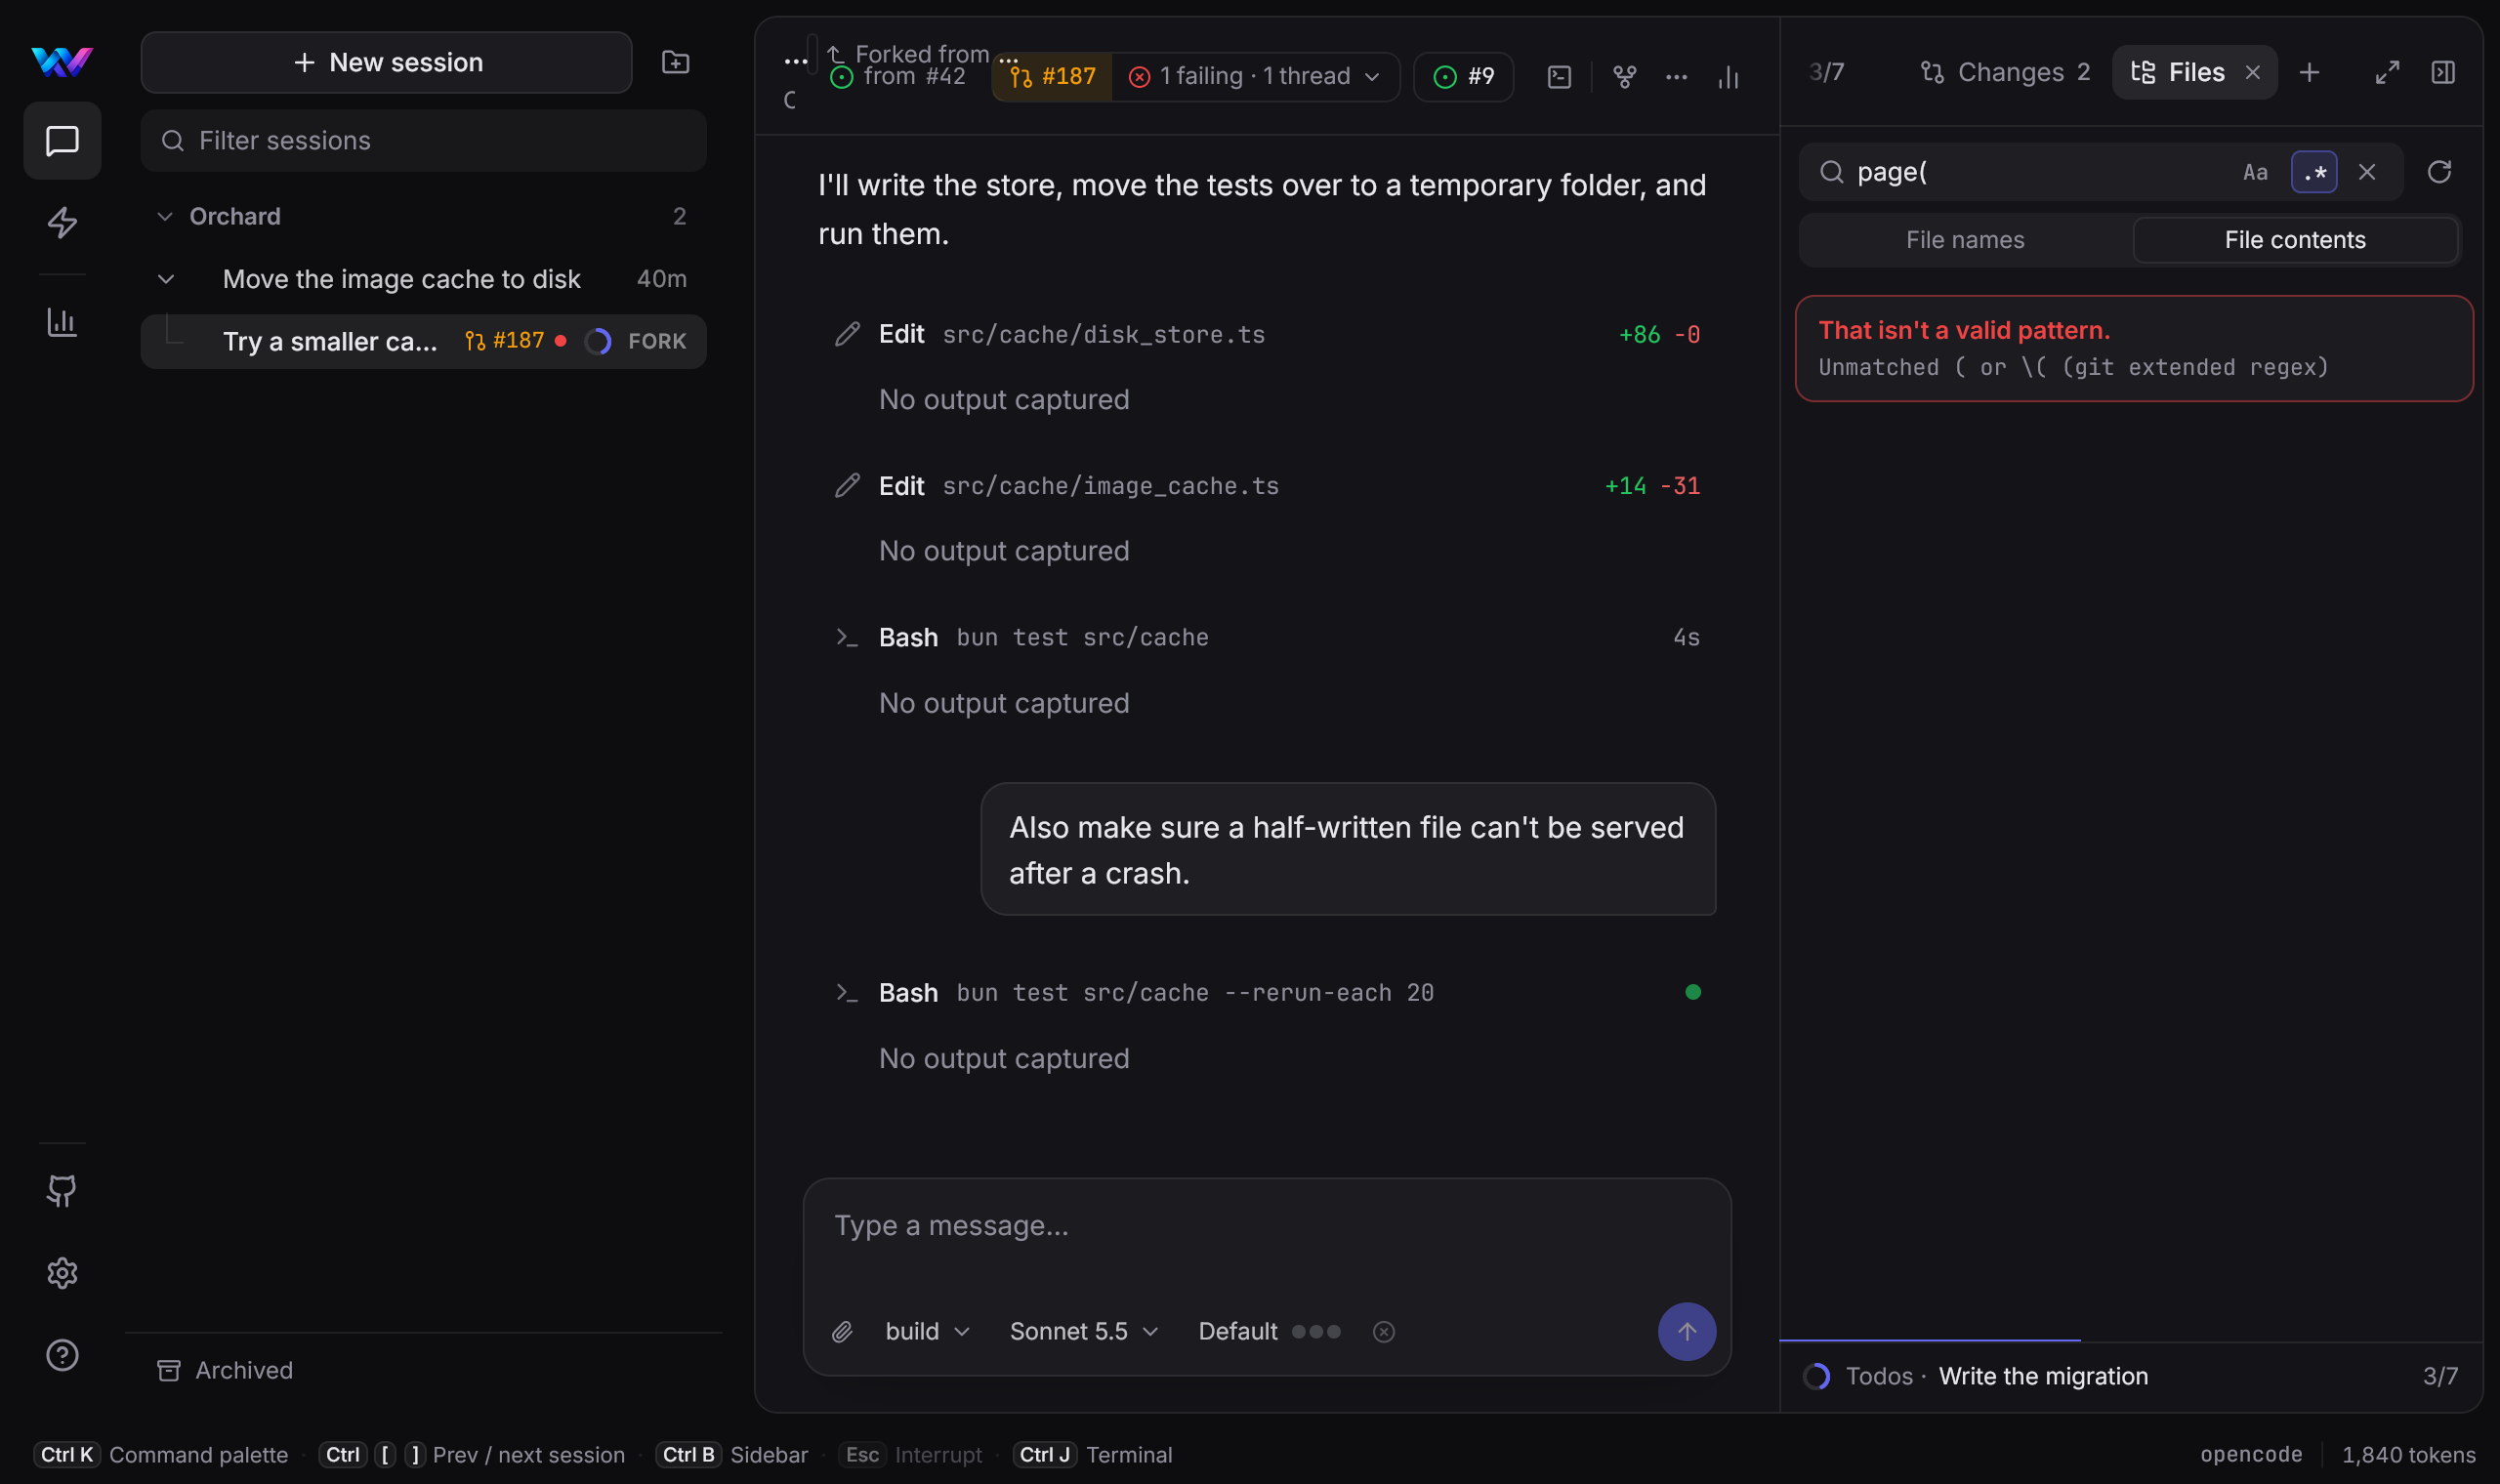 New session
Filter sessions
Orchard 2
Move the image cache to disk 40m
Try a smaller ca... #187 FORK
Archived
... Forked from ...
from #42 #187 1 failing · 1 thread #9
I'll write the store, move the tests over to a temporary folder, and
run them.
Edit src/cache/disk_store.ts +86 -0
No output captured
Edit src/cache/image_cache.ts +14 -31
No output captured
Bash bun test src/cache 4s
No output captured
Also make sure a half-written file can't be served
after a crash.
Bash bun test src/cache --rerun-each 20
No output captured
Type a message...
build Sonnet 5.5 Default
3/7 Changes 2 Files
page( Aa .*
File names File contents
That isn't a valid pattern.
Unmatched ( or \( (git extended regex)
Todos · Write the migration 3/7
Ctrl K Command palette · Ctrl [ ] Prev / next session · Ctrl B Sidebar · Esc Interrupt · Ctrl J Terminal
opencode 1,840 tokens